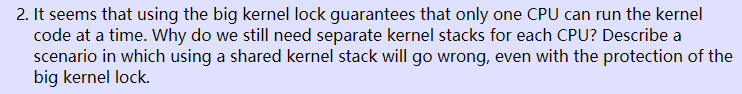 2. It seems that using the big kernel lock guarantees that only one CPU can run the kernel
code at a time. Why do we still need separate kernel stacks for each CPU? Describe a
scenario in which using a shared kernel stack will go wrong, even with the protection of the
big kernel lock.